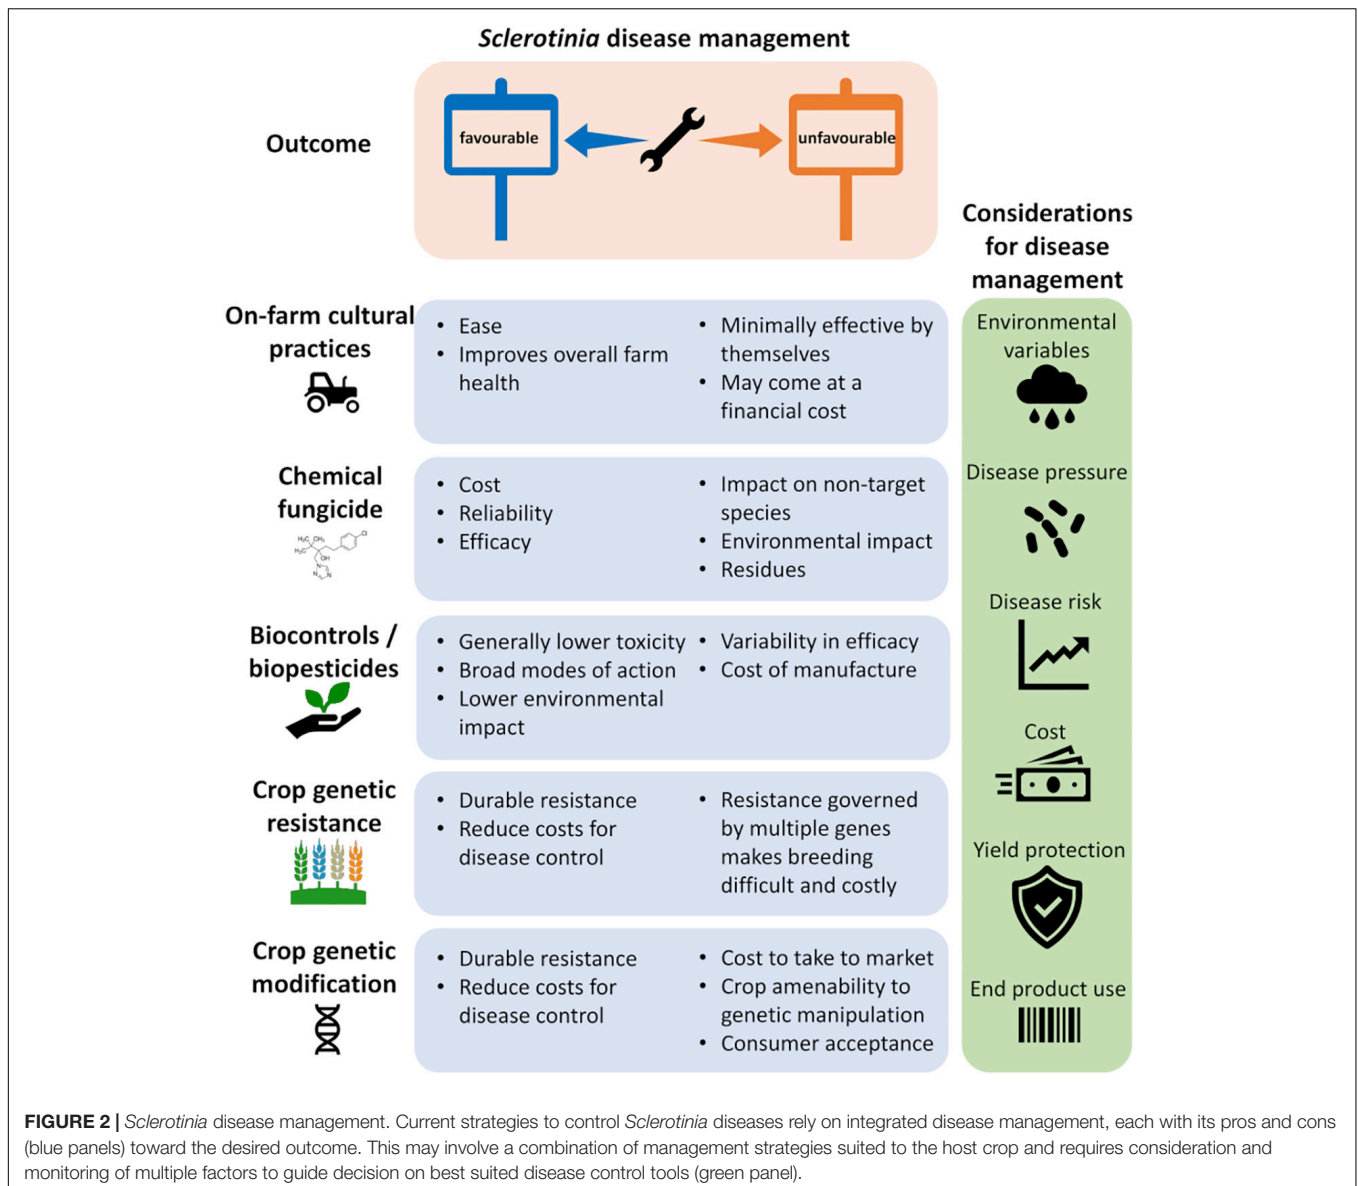 Sclerotinia disease management
Outcome
favourable
unfavourable
Considerations
for disease
management
On-farm cultural
practices
• Ease
• Improves overall farm
health
• Minimally effective by
themselves
• May come at a
financial cost
Environmental
variables
Chemical
fungicide
H₃C CH₃
H₃C
OH
Cl
N
N
N
• Cost
• Reliability
• Efficacy
• Impact on non-target
species
• Environmental impact
• Residues
Disease pressure
Disease risk
Biocontrols /
biopesticides
• Generally lower toxicity
• Broad modes of action
• Lower environmental
impact
• Variability in efficacy
• Cost of manufacture
Cost
Crop genetic
resistance
• Durable resistance
• Reduce costs for
disease control
• Resistance governed
by multiple genes
makes breeding
difficult and costly
Yield protection
Crop genetic
modification
• Durable resistance
• Reduce costs for
disease control
• Cost to take to market
• Crop amenability to
genetic manipulation
• Consumer acceptance
End product use
FIGURE 2 | Sclerotinia disease management. Current strategies to control Sclerotinia diseases rely on integrated disease management, each with its pros and cons
(blue panels) toward the desired outcome. This may involve a combination of management strategies suited to the host crop and requires consideration and
monitoring of multiple factors to guide decision on best suited disease control tools (green panel).